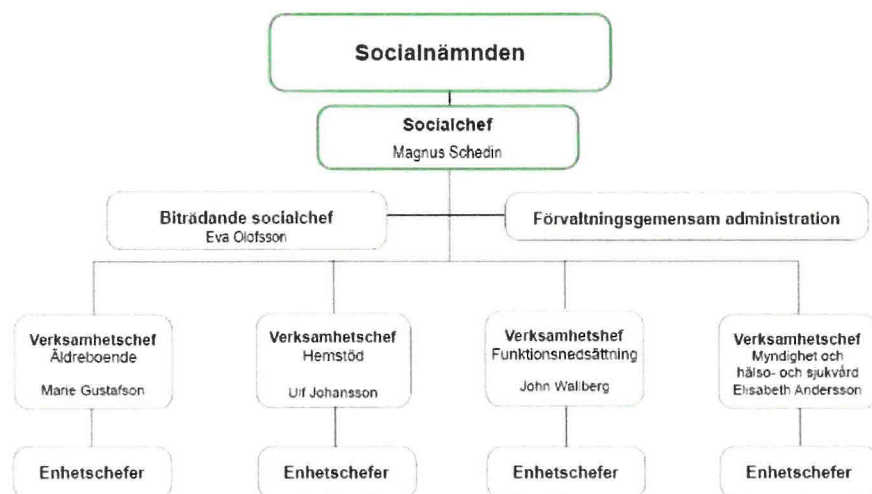 Socialnämnden
Socialchef
Magnus Schedin
Biträdande socialchef
Eva Olofsson
Förvaltningsgemensam administration
Verksamhetschef
Äldreboende
Marie Gustafson
Verksamhetschef
Hemstöd
Ulf Johansson
Verksamhetshef
Funktionsnedsättning
John Wallberg
Verksamhetschef
Myndighet och
hälso- och sjukvård
Elisabeth Andersson
Enhetschefer
Enhetschefer
Enhetschefer
Enhetschefer